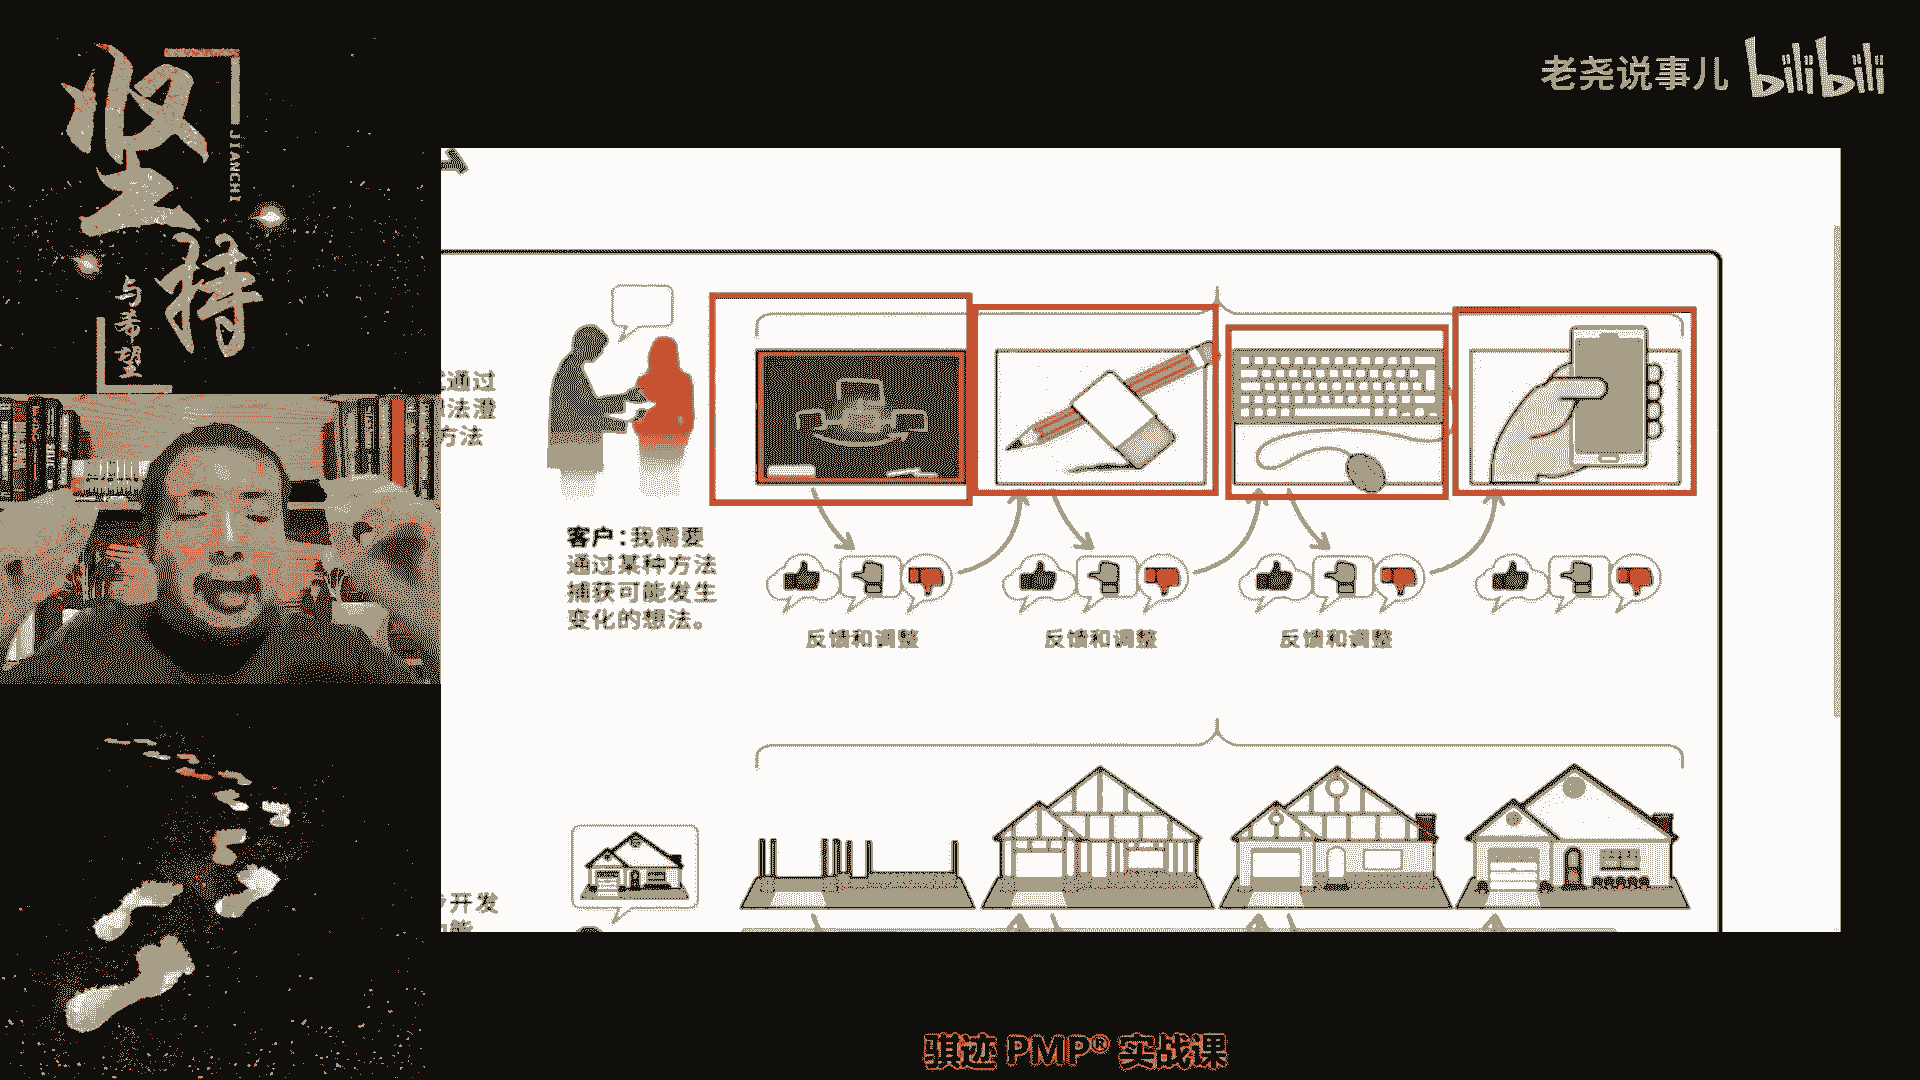 坚持
JIANCHI
与希望
老尧说事儿 bilibili
通过
法澄
方法
客户：我需要
通过某种方法
捕获可能发生
变化的想法。
反馈和调整
反馈和调整
反馈和调整
开发
骐迹 PMP® 实战课